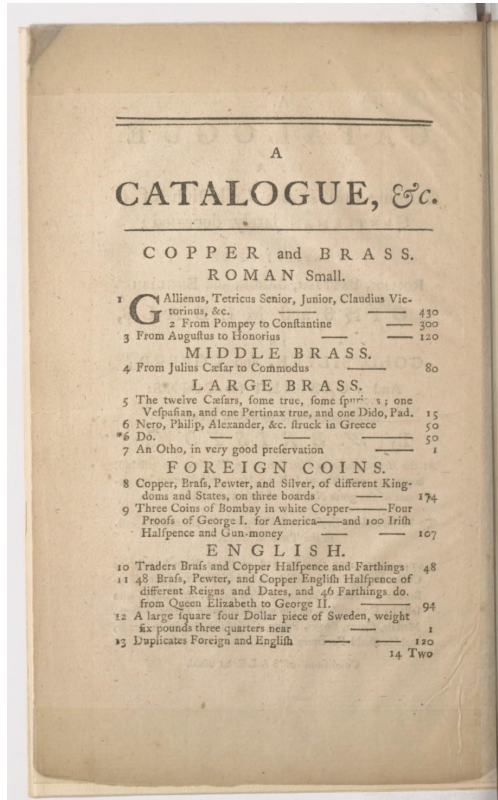 A
CATALOGUE, &c.
COPPER and BRASS.
ROMAN Small.
1 GAllienus, Tetricus Senior, Junior, Claudius Vic-
torinus, &c. —— —— 430
2 From Pompey to Conſtantine —— 300
3 From Auguſtus to Honorius —— —— 120
MIDDLE BRASS.
4 From Julius Cæſar to Commodus —— 80
LARGE BRASS.
5 The twelve Cæſars, ſome true, ſome ; one
Veſpaſian, and one Pertinax true, and one Dido, Pad. 15
6 Nero, Philip, Alexander, &c. ſtruck in Greece 50
*6 Do. —— —— —— 50
7 An Otho, in very good preſervation —— 1
FOREIGN COINS.
8 Copper, Braſs, Pewter, and Silver, of different King-
doms and States, on three boards —— 174
9 Three Coins of Bombay in white Copper——Four
Proofs of George I. for America——and 100 Iriſh
Halfpence and Gun-money —— —— 107
ENGLISH.
10 Traders Braſs and Copper Halfpence and Farthings 48
11 48 Braſs, Pewter, and Copper Engliſh Halfpence of
different Reigns and Dates, and 46 Farthings do.
from Queen Elizabeth to George II. —— 94
12 A large ſquare four Dollar piece of Sweden, weight
ſix pounds three quarters near —— 1
13 Duplicates Foreign and Engliſh —— —— 120
14 Two